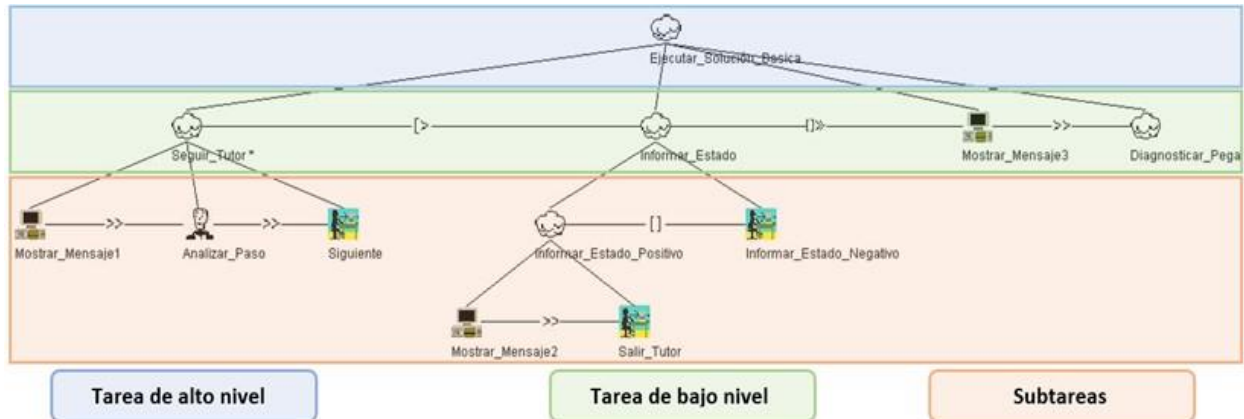 Ejecutar_Solución_Basica
[>
[]»
>>
Seguir_Tutor *
Informar_Estado
Mostrar_Mensaje3
Diagnosticar_Pega
>>
>>
[]
Mostrar_Mensaje1
Analizar_Paso
Siguiente
Informar_Estado_Positivo
Informar_Estado_Negativo
>>
Mostrar_Mensaje2
Salir_Tutor
Tarea de alto nivel
Tarea de bajo nivel
Subtareas